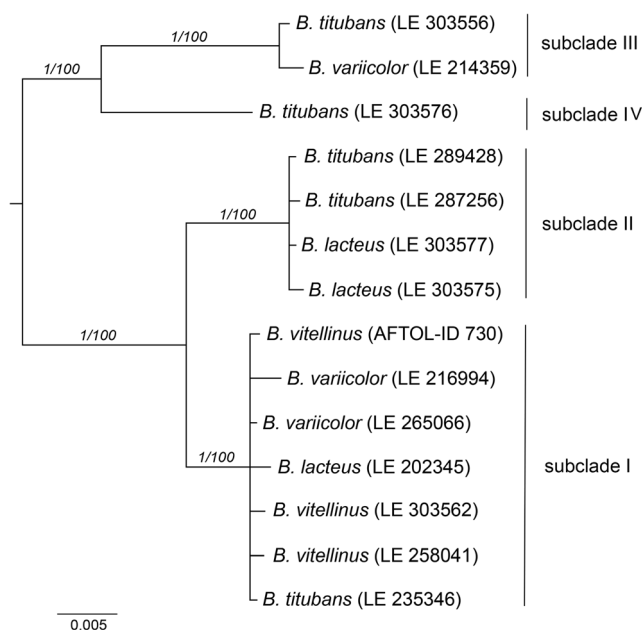 B. titubans (LE 303556)
1/100
subclade III
B. variicolor (LE 214359)
1/100
B. titubans (LE 303576)
subclade IV
B. titubans (LE 289428)
B. titubans (LE 287256)
1/100
subclade II
B. lacteus (LE 303577)
B. lacteus (LE 303575)
1/100
B. vitellinus (AFTOL-ID 730)
B. variicolor (LE 216994)
B. variicolor (LE 265066)
1/100
B. lacteus (LE 202345)
subclade I
B. vitellinus (LE 303562)
B. vitellinus (LE 258041)
B. titubans (LE 235346)
0.005